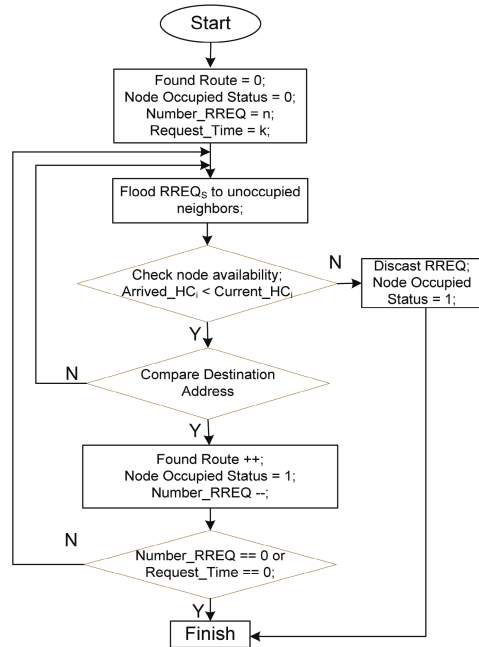 Start
Found Route = 0;
Node Occupied Status = 0;
Number_RREQ = n;
Request_Time = k;
Flood RREQs to unoccupied
neighbors;
Check node availability;
Arrived_HCi < Current_HCi
N
Discast RREQ;
Node Occupied
Status = 1;
Y
Compare Destination
Address
N
Y
Found Route ++;
Node Occupied Status = 1;
Number_RREQ --;
N
Number_RREQ == 0 or
Request_Time == 0;
Y
Finish